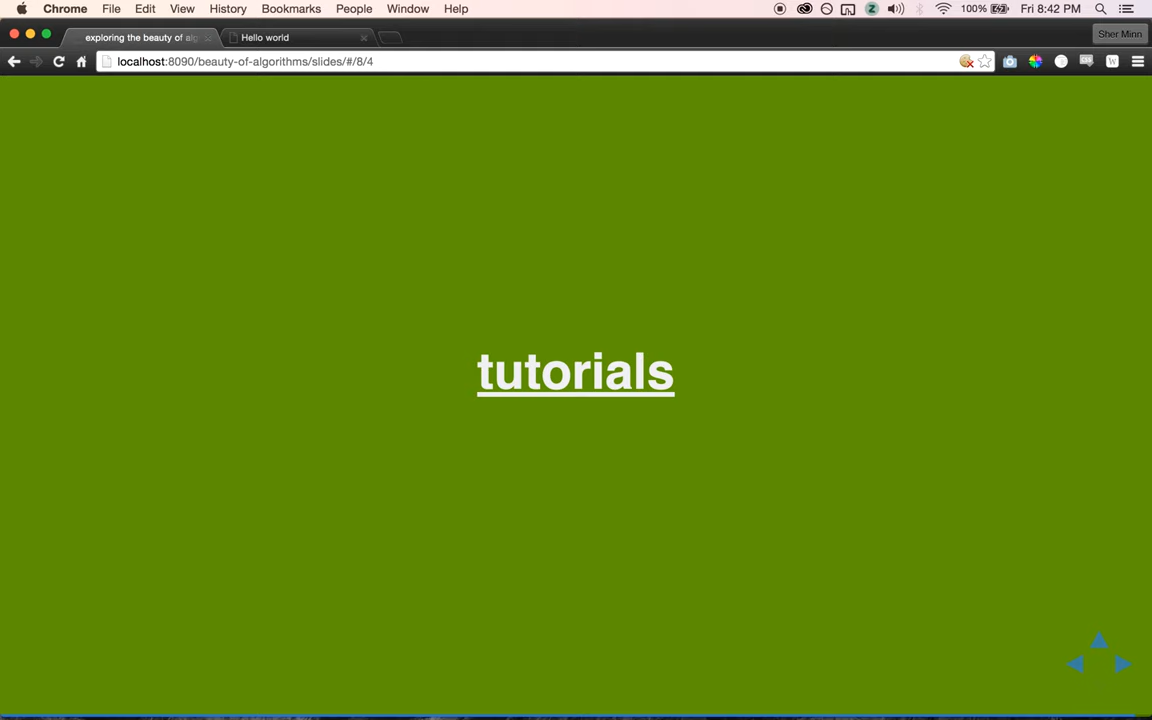 Chrome File Edit View History Bookmarks People Window Help 100% Fri 8:42 PM
exploring the beauty of alg Hello world Sher Minn
localhost:8090/beauty-of-algorithms/slides/#/8/4
tutorials